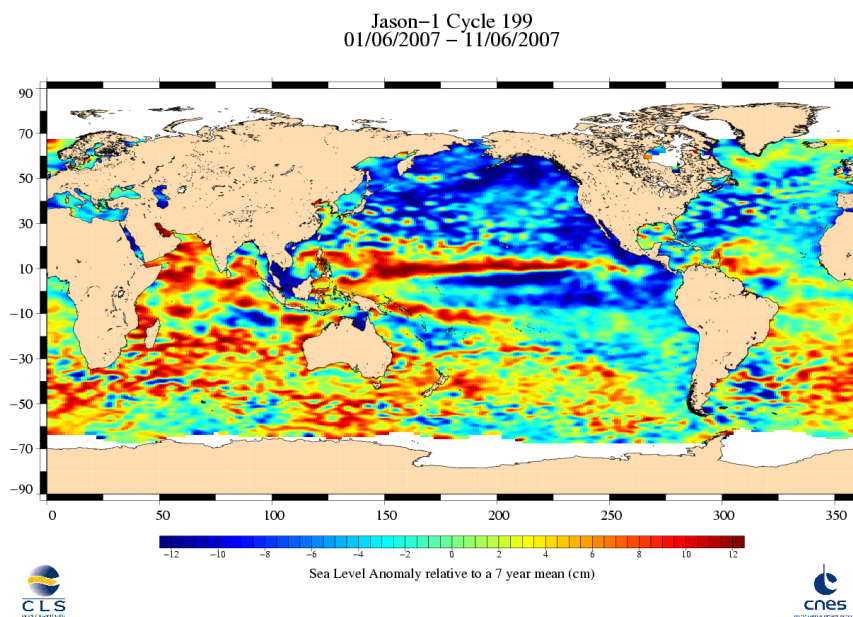 Jason-1 Cycle 199
01/06/2007 - 11/06/2007
90
70
50
30
10
-10
-30
-50
-70
-90
0 50 100 150 200 250 300 350
-12 -10 -8 -6 -4 -2 0 2 4 6 8 10 12
Sea Level Anomaly relative to a 7 year mean (cm)
CLS
cnes